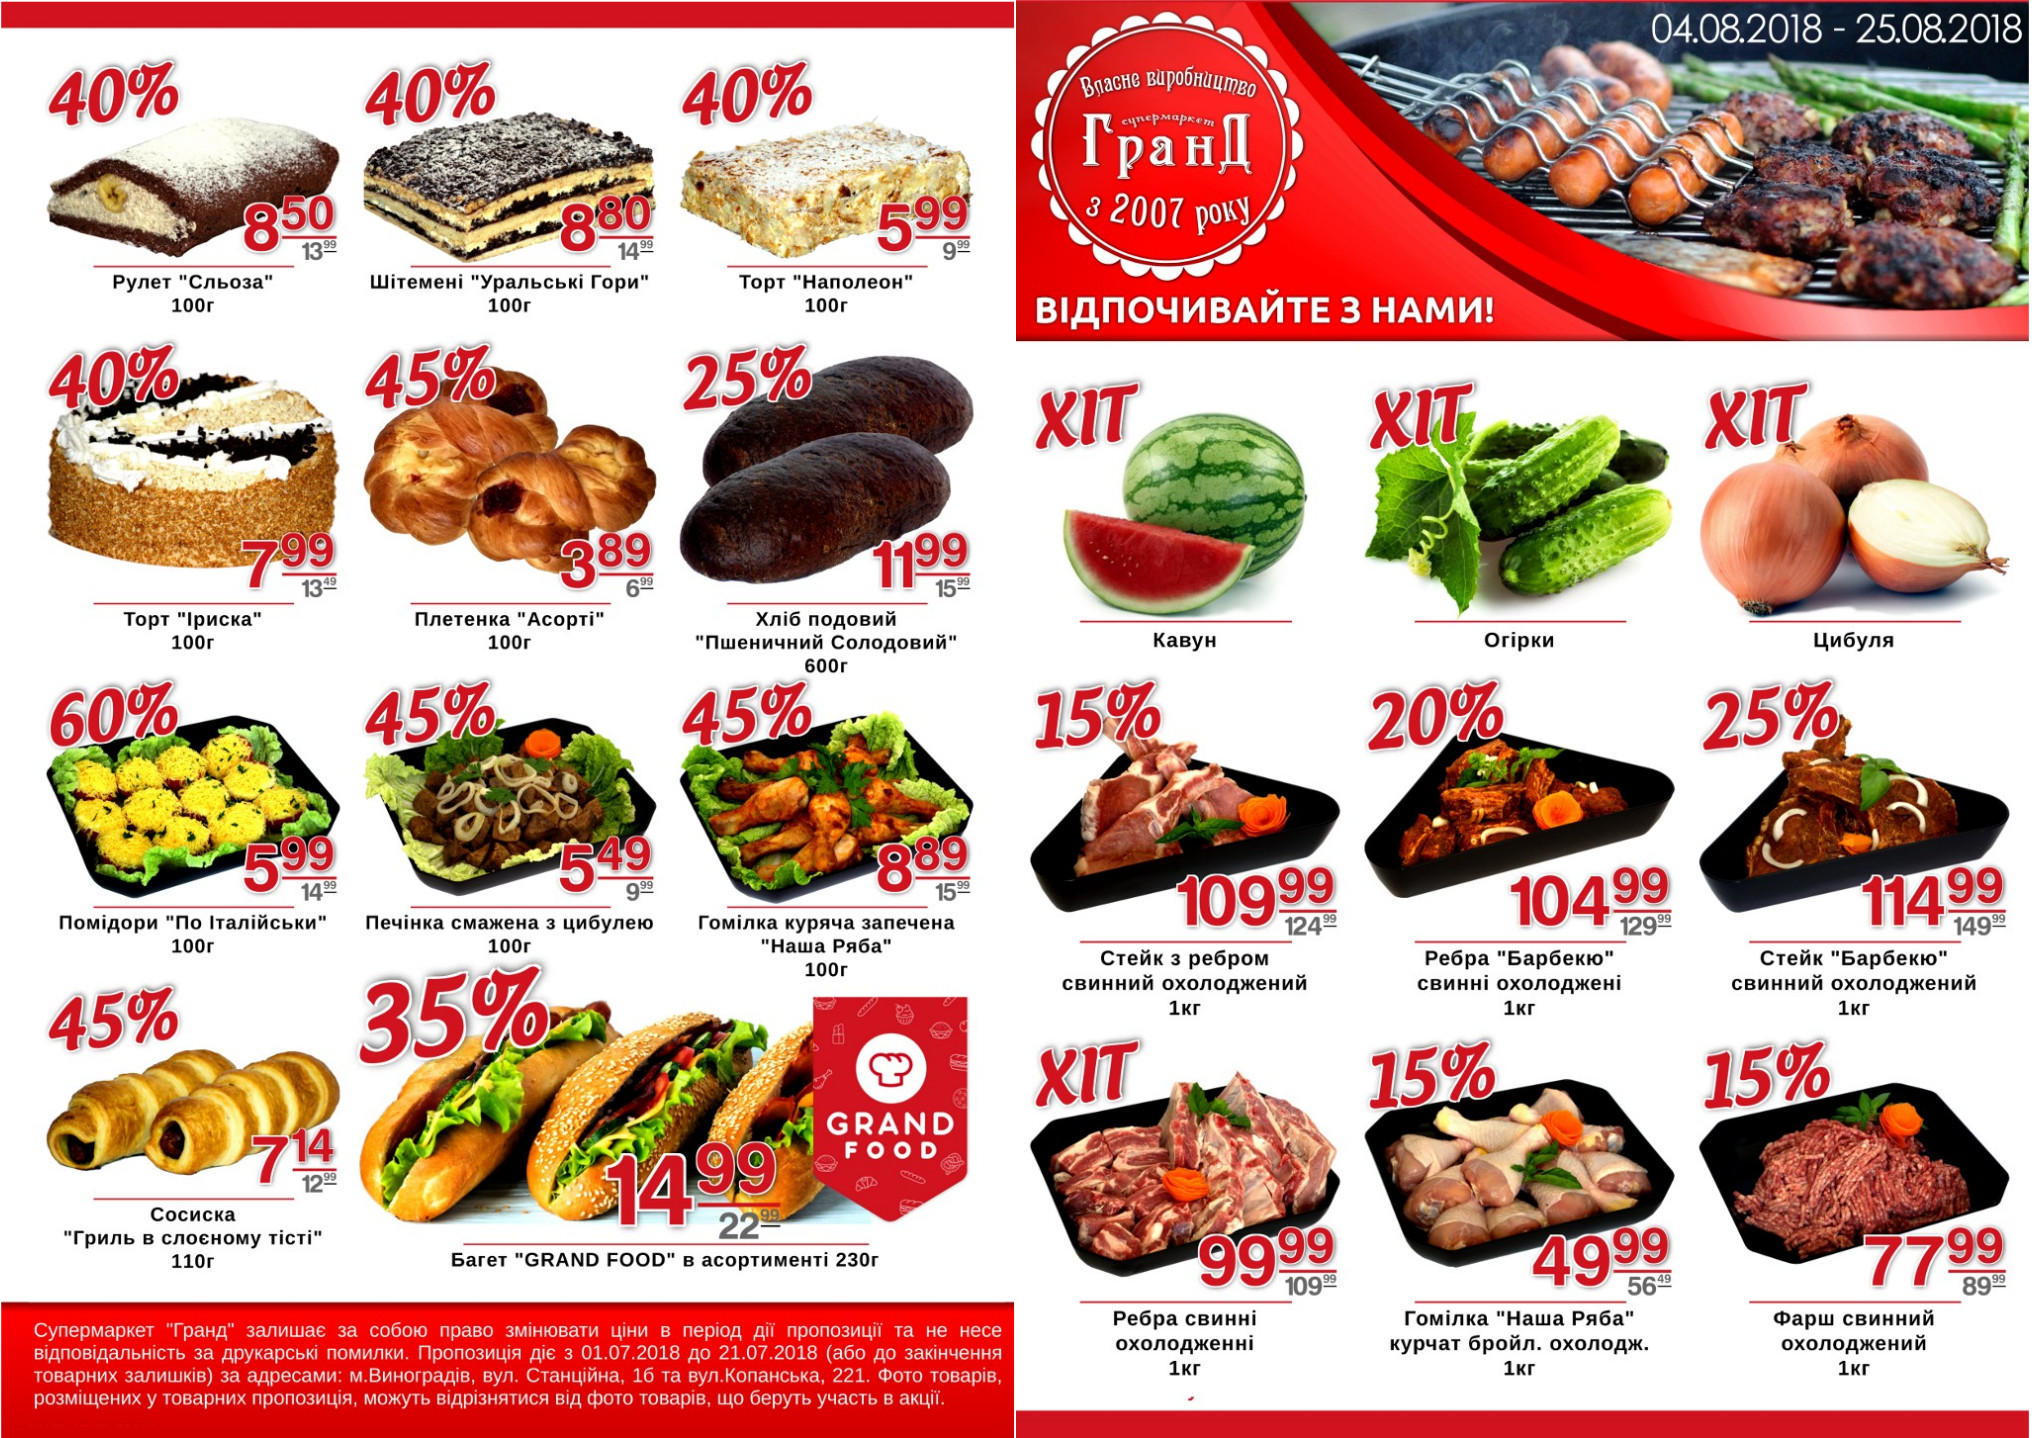 40%
8 50
13 99
Рулет "Сльоза"
100г
40%
8 80
14 99
Шітемені "Уральські Гори"
100г
40%
5 99
9 99
Торт "Наполеон"
100г
40%
7 99
13 49
Торт "Іриска"
100г
45%
3 89
6 99
Плетенка "Асорті"
100г
25%
11 99
15 99
Хліб подовий
"Пшеничний Солодовий"
600г
60%
5 99
14 99
Помідори "По Італійськи"
100г
45%
5 49
9 99
Печінка смажена з цибулею
100г
45%
8 89
15 99
Гомілка куряча запечена
"Наша Ряба"
100г
45%
7 14
12 99
Сосиска
"Гриль в слоєному тісті"
110г
35%
GRAND
FOOD
14 99
22 99
Багет "GRAND FOOD" в асортименті 230г
Супермаркет "Гранд" залишає за собою право змінювати ціни в період дії пропозиції та не несе
відповідальність за друкарські помилки. Пропозиція діє з 01.07.2018 до 21.07.2018 (або до закінчення
товарних залишків) за адресами: м.Виноградів, вул. Станційна, 1б та вул.Копанська, 221. Фото товарів,
розміщених у товарних пропозиція, можуть відрізнятися від фото товарів, що беруть участь в акції.
04.08.2018 - 25.08.2018
Власне виробництво
супермаркет
Гранд
з 2007 року
ВІДПОЧИВАЙТЕ З НАМИ!
ХІТ
Кавун
ХІТ
Огірки
ХІТ
Цибуля
15%
109 99
124 99
Стейк з ребром
свинний охолоджений
1кг
20%
104 99
129 99
Ребра "Барбекю"
свинні охолоджені
1кг
25%
114 99
149 99
Стейк "Барбекю"
свинний охолоджений
1кг
ХІТ
99 99
109 99
Ребра свинні
охолодженні
1кг
15%
49 99
56 49
Гомілка "Наша Ряба"
курчат бройл. охолодж.
1кг
15%
77 99
89 99
Фарш свинний
охолоджений
1кг